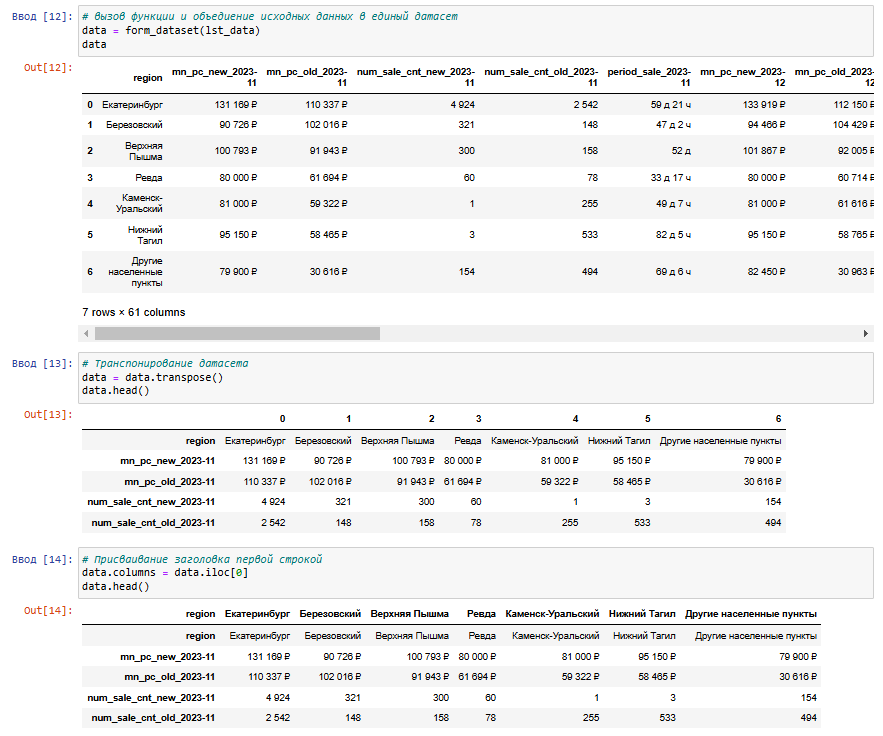 Ввод [12]: # вызов функции и объедиение исходных данных в единый датасет
data = form_dataset(lst_data)
data
Out[12]:
region mn_pc_new_2023-11 mn_pc_old_2023-11 num_sale_cnt_new_2023-11 num_sale_cnt_old_2023-11 period_sale_2023-11 mn_pc_new_2023-12 mn_pc_old_2023-12
0 Екатеринбург 131 169 ₽ 110 337 ₽ 4 924 2 542 59 д 21 ч 133 919 ₽ 112 150 ₽
1 Березовский 90 726 ₽ 102 016 ₽ 321 148 47 д 2 ч 94 466 ₽ 104 429 ₽
2 Верхняя Пышма 100 793 ₽ 91 943 ₽ 300 158 52 д 101 867 ₽ 92 005 ₽
3 Ревда 80 000 ₽ 61 694 ₽ 60 78 33 д 17 ч 80 000 ₽ 60 714 ₽
4 Каменск-Уральский 81 000 ₽ 59 322 ₽ 1 255 49 д 7 ч 81 000 ₽ 61 616 ₽
5 Нижний Тагил 95 150 ₽ 58 465 ₽ 3 533 82 д 5 ч 95 150 ₽ 58 765 ₽
6 Другие населенные пункты 79 900 ₽ 30 616 ₽ 154 494 69 д 6 ч 82 450 ₽ 30 963 ₽
7 rows × 61 columns
Ввод [13]: # Транспонирование датасета
data = data.transpose()
data.head()
Out[13]:
0 1 2 3 4 5 6
region Екатеринбург Березовский Верхняя Пышма Ревда Каменск-Уральский Нижний Тагил Другие населенные пункты
mn_pc_new_2023-11 131 169 ₽ 90 726 ₽ 100 793 ₽ 80 000 ₽ 81 000 ₽ 95 150 ₽ 79 900 ₽
mn_pc_old_2023-11 110 337 ₽ 102 016 ₽ 91 943 ₽ 61 694 ₽ 59 322 ₽ 58 465 ₽ 30 616 ₽
num_sale_cnt_new_2023-11 4 924 321 300 60 1 3 154
num_sale_cnt_old_2023-11 2 542 148 158 78 255 533 494
Ввод [14]: # Присваивание заголовка первой строкой
data.columns = data.iloc[0]
data.head()
Out[14]:
region Екатеринбург Березовский Верхняя Пышма Ревда Каменск-Уральский Нижний Тагил Другие населенные пункты
region Екатеринбург Березовский Верхняя Пышма Ревда Каменск-Уральский Нижний Тагил Другие населенные пункты
mn_pc_new_2023-11 131 169 ₽ 90 726 ₽ 100 793 ₽ 80 000 ₽ 81 000 ₽ 95 150 ₽ 79 900 ₽
mn_pc_old_2023-11 110 337 ₽ 102 016 ₽ 91 943 ₽ 61 694 ₽ 59 322 ₽ 58 465 ₽ 30 616 ₽
num_sale_cnt_new_2023-11 4 924 321 300 60 1 3 154
num_sale_cnt_old_2023-11 2 542 148 158 78 255 533 494